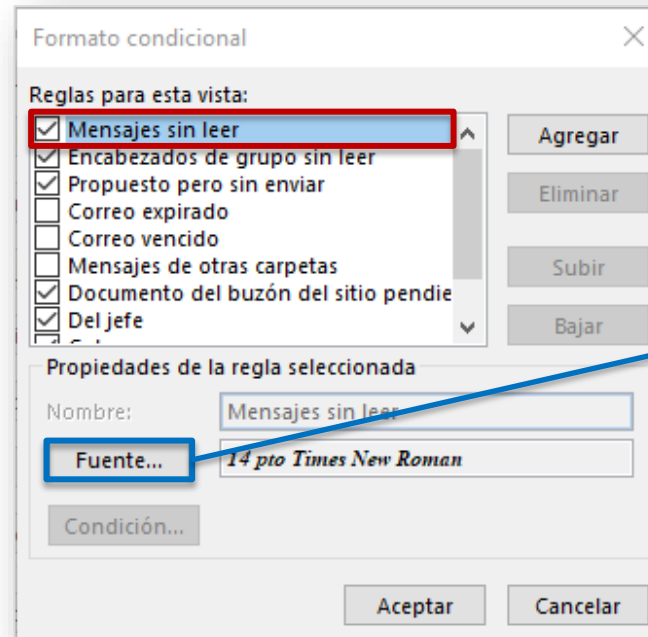 Formato condicional
Reglas para esta vista:
Mensajes sin leer
Agregar
Encabezados de grupo sin leer
Propuesto pero sin enviar
Eliminar
Correo expirado
Correo vencido
Mensajes de otras carpetas
Subir
Documento del buzón del sitio pendie
Del jefe
Bajar
Propiedades de la regla seleccionada
Nombre: Mensajes sin leer
Fuente... 14 pto Times New Roman
Condición...
Aceptar Cancelar